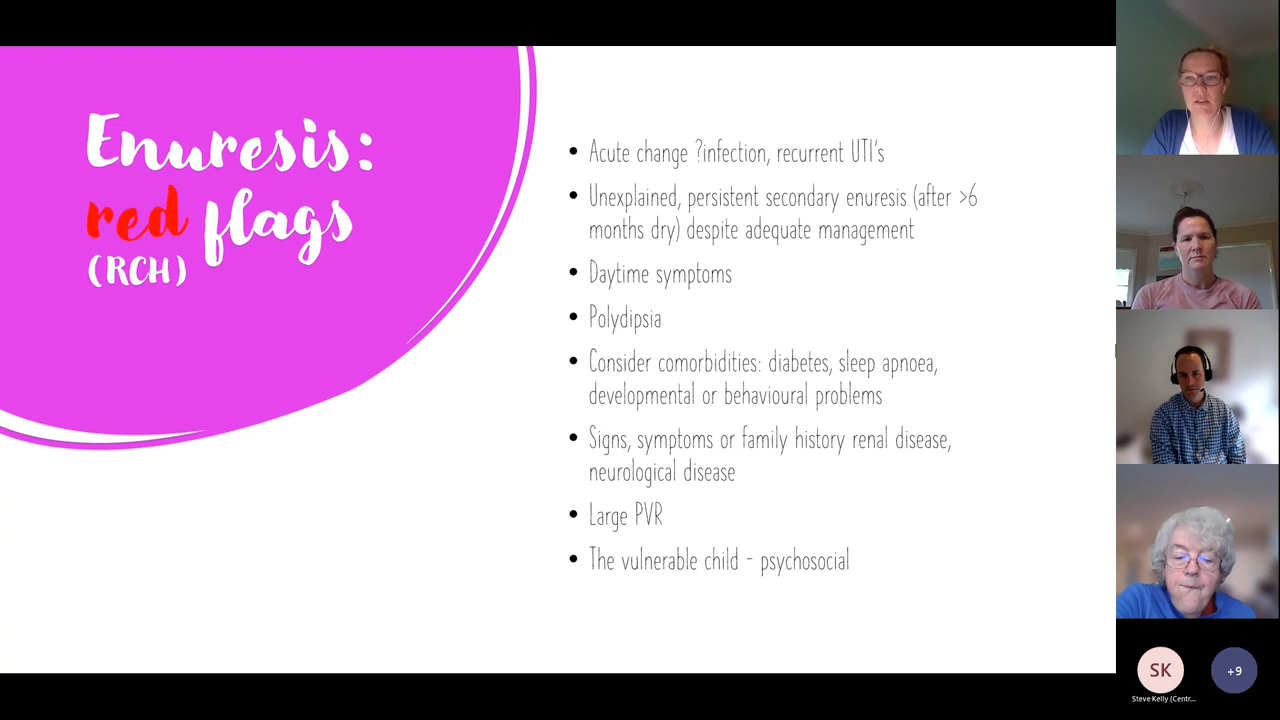 Enuresis:
red flags
(RCH)
• Acute change ?infection, recurrent UTI's
• Unexplained, persistent secondary enuresis (after >6
months dry) despite adequate management
• Daytime symptoms
• Polydipsia
• Consider comorbidities: diabetes, sleep apnoea,
developmental or behavioural problems
• Signs, symptoms or family history renal disease,
neurological disease
• Large PVR
• The vulnerable child - psychosocial
SK
+9
Steve Kelly (Centr...